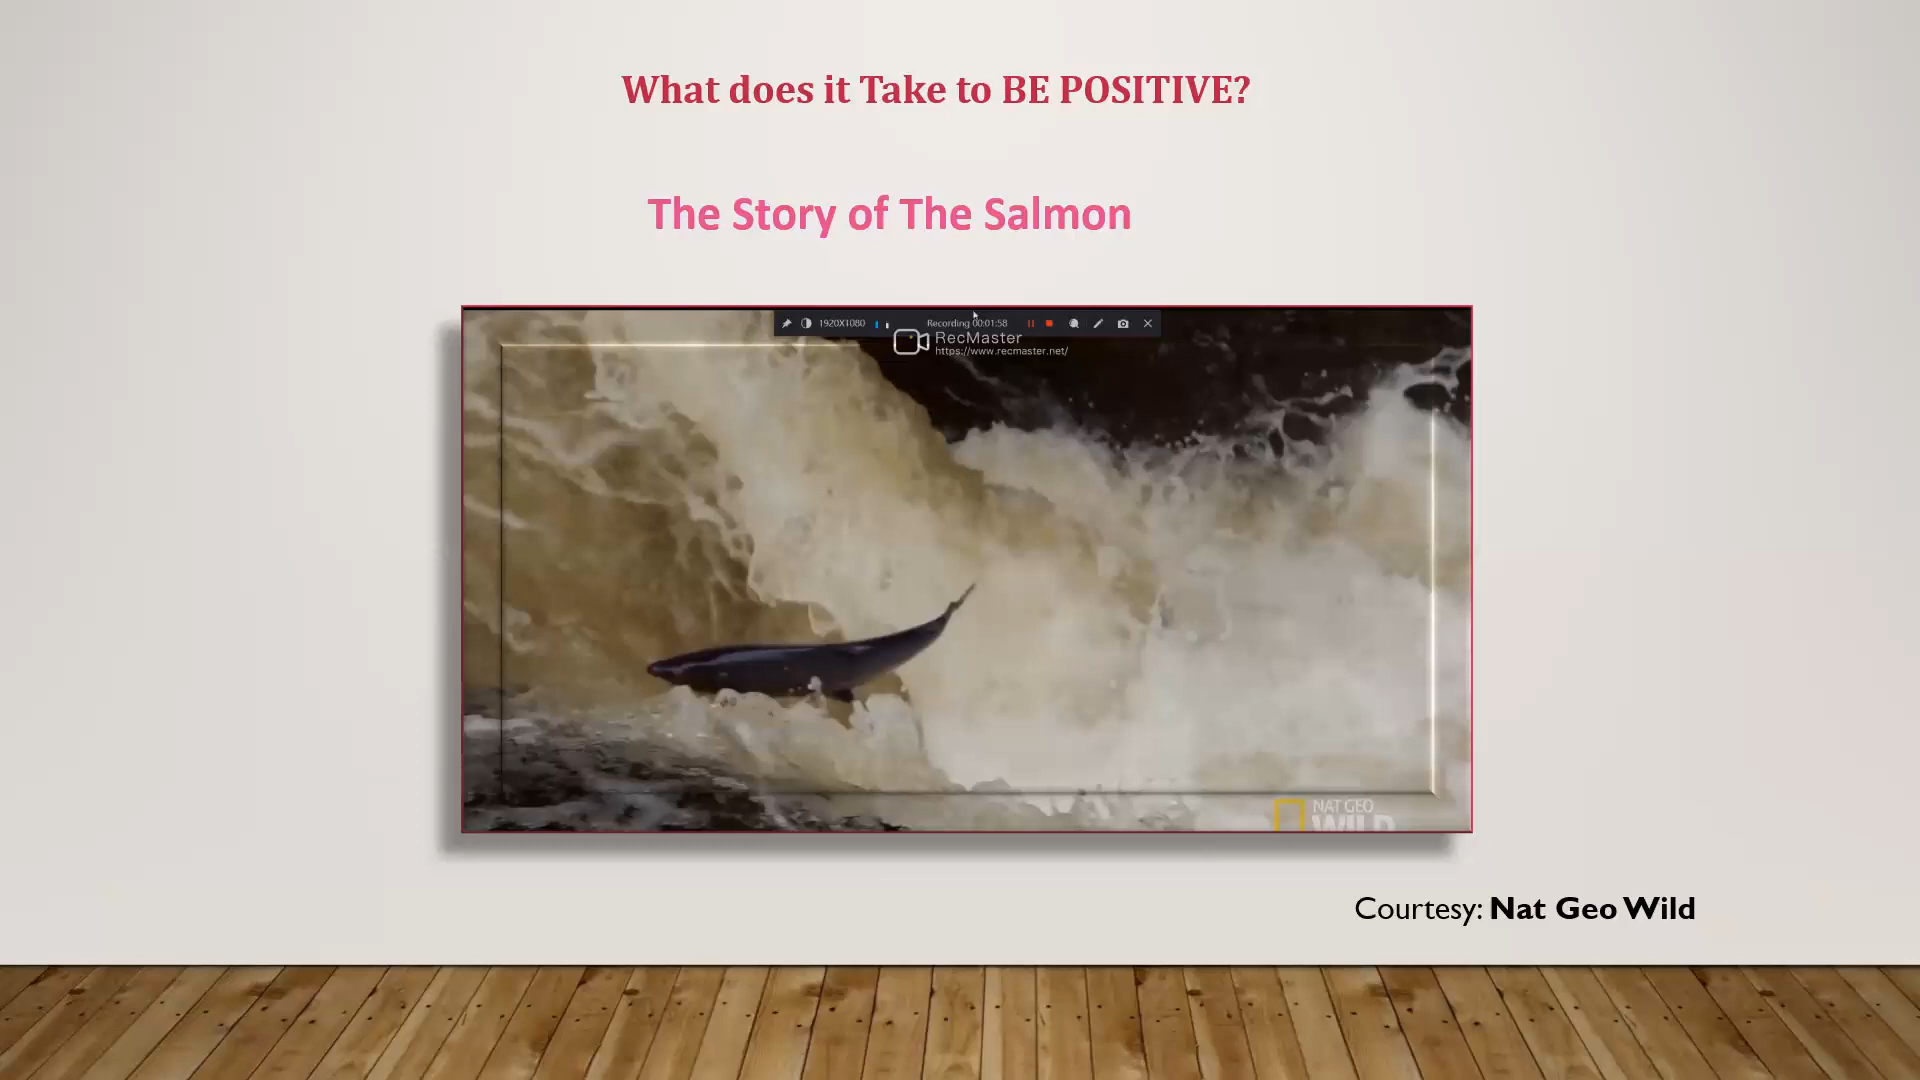 What does it Take to BE POSITIVE?
The Story of The Salmon
1920X1080 Recording 00:01:58
RecMaster
https://www.recmaster.net/
NAT GEO
WILD
Courtesy: Nat Geo Wild